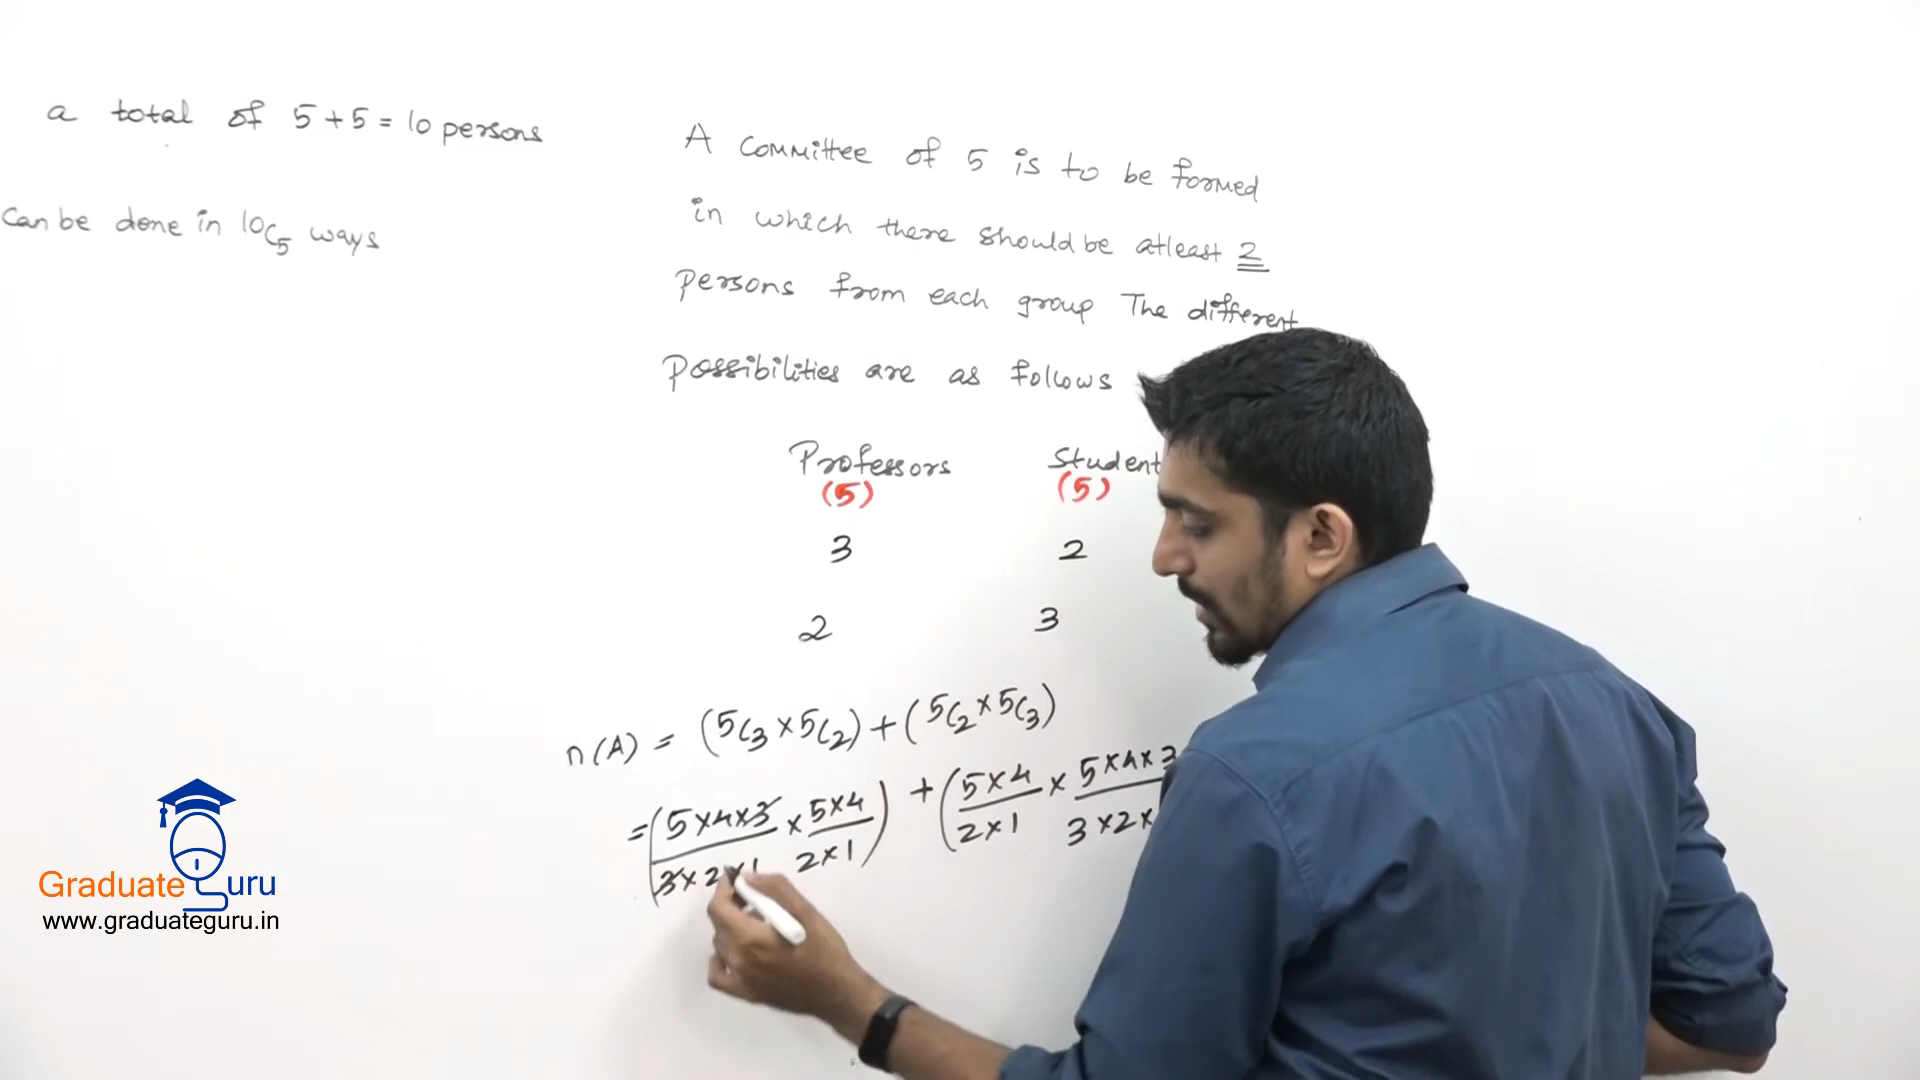 a total of 5+5=10 persons
can be done in 10C5 ways
A committee of 5 is to be formed
in which there should be atleast 2
persons from each group The different
possibilities are as follows
Professors Student
(5) (5)
3 2
2 3
n(A) = (5C3×5C2)+(5C2×5C3)
=(5×4×3/3×2×1 × 5×4/2×1) + (5×4/2×1 × 5×4×3/3×2×
Graduate Guru
www.graduateguru.in